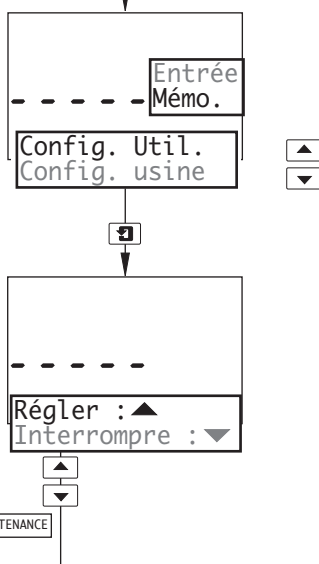 Entrée
Mémo.
Config. Util.
Config. usine
Régler : ▲
Interrompre : ▼